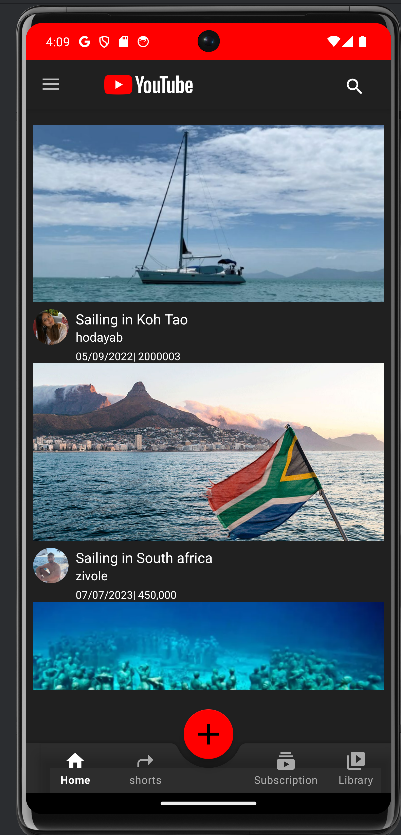 4:09
YouTube
Sailing in Koh Tao
hodayab
05/09/2022| 2000003
Sailing in South africa
zivole
07/07/2023| 450,000
Home
shorts
Subscription
Library